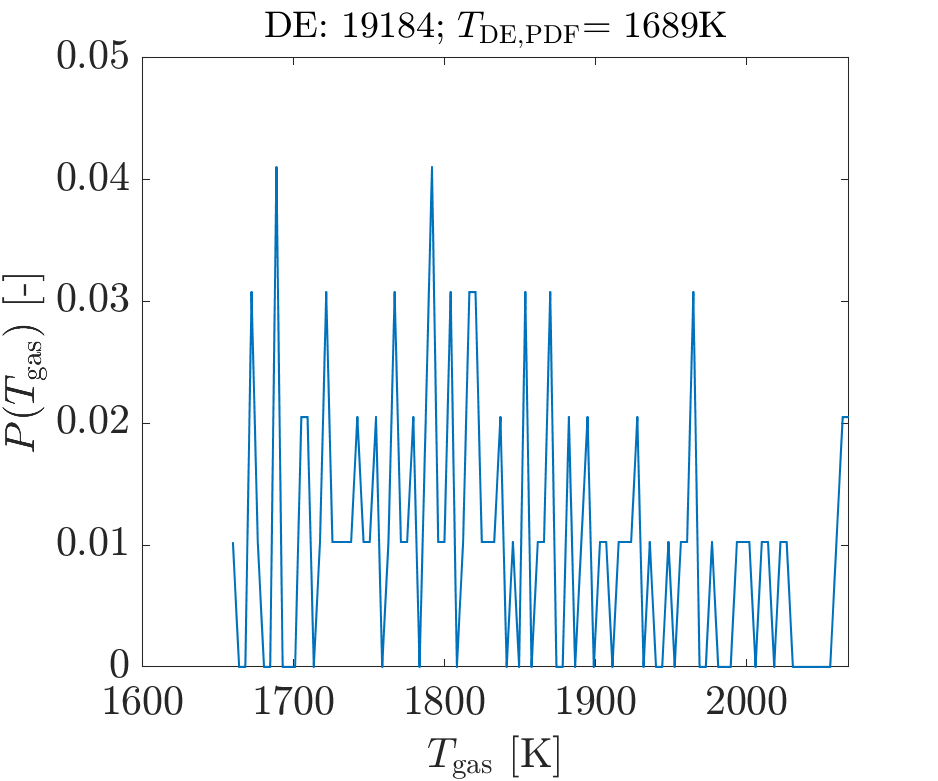 DE: 19184; T_DE,PDF= 1689K
0.05
0.04
0.03
0.02
0.01
0
P(T_gas) [-]
1600 1700 1800 1900 2000
T_gas [K]